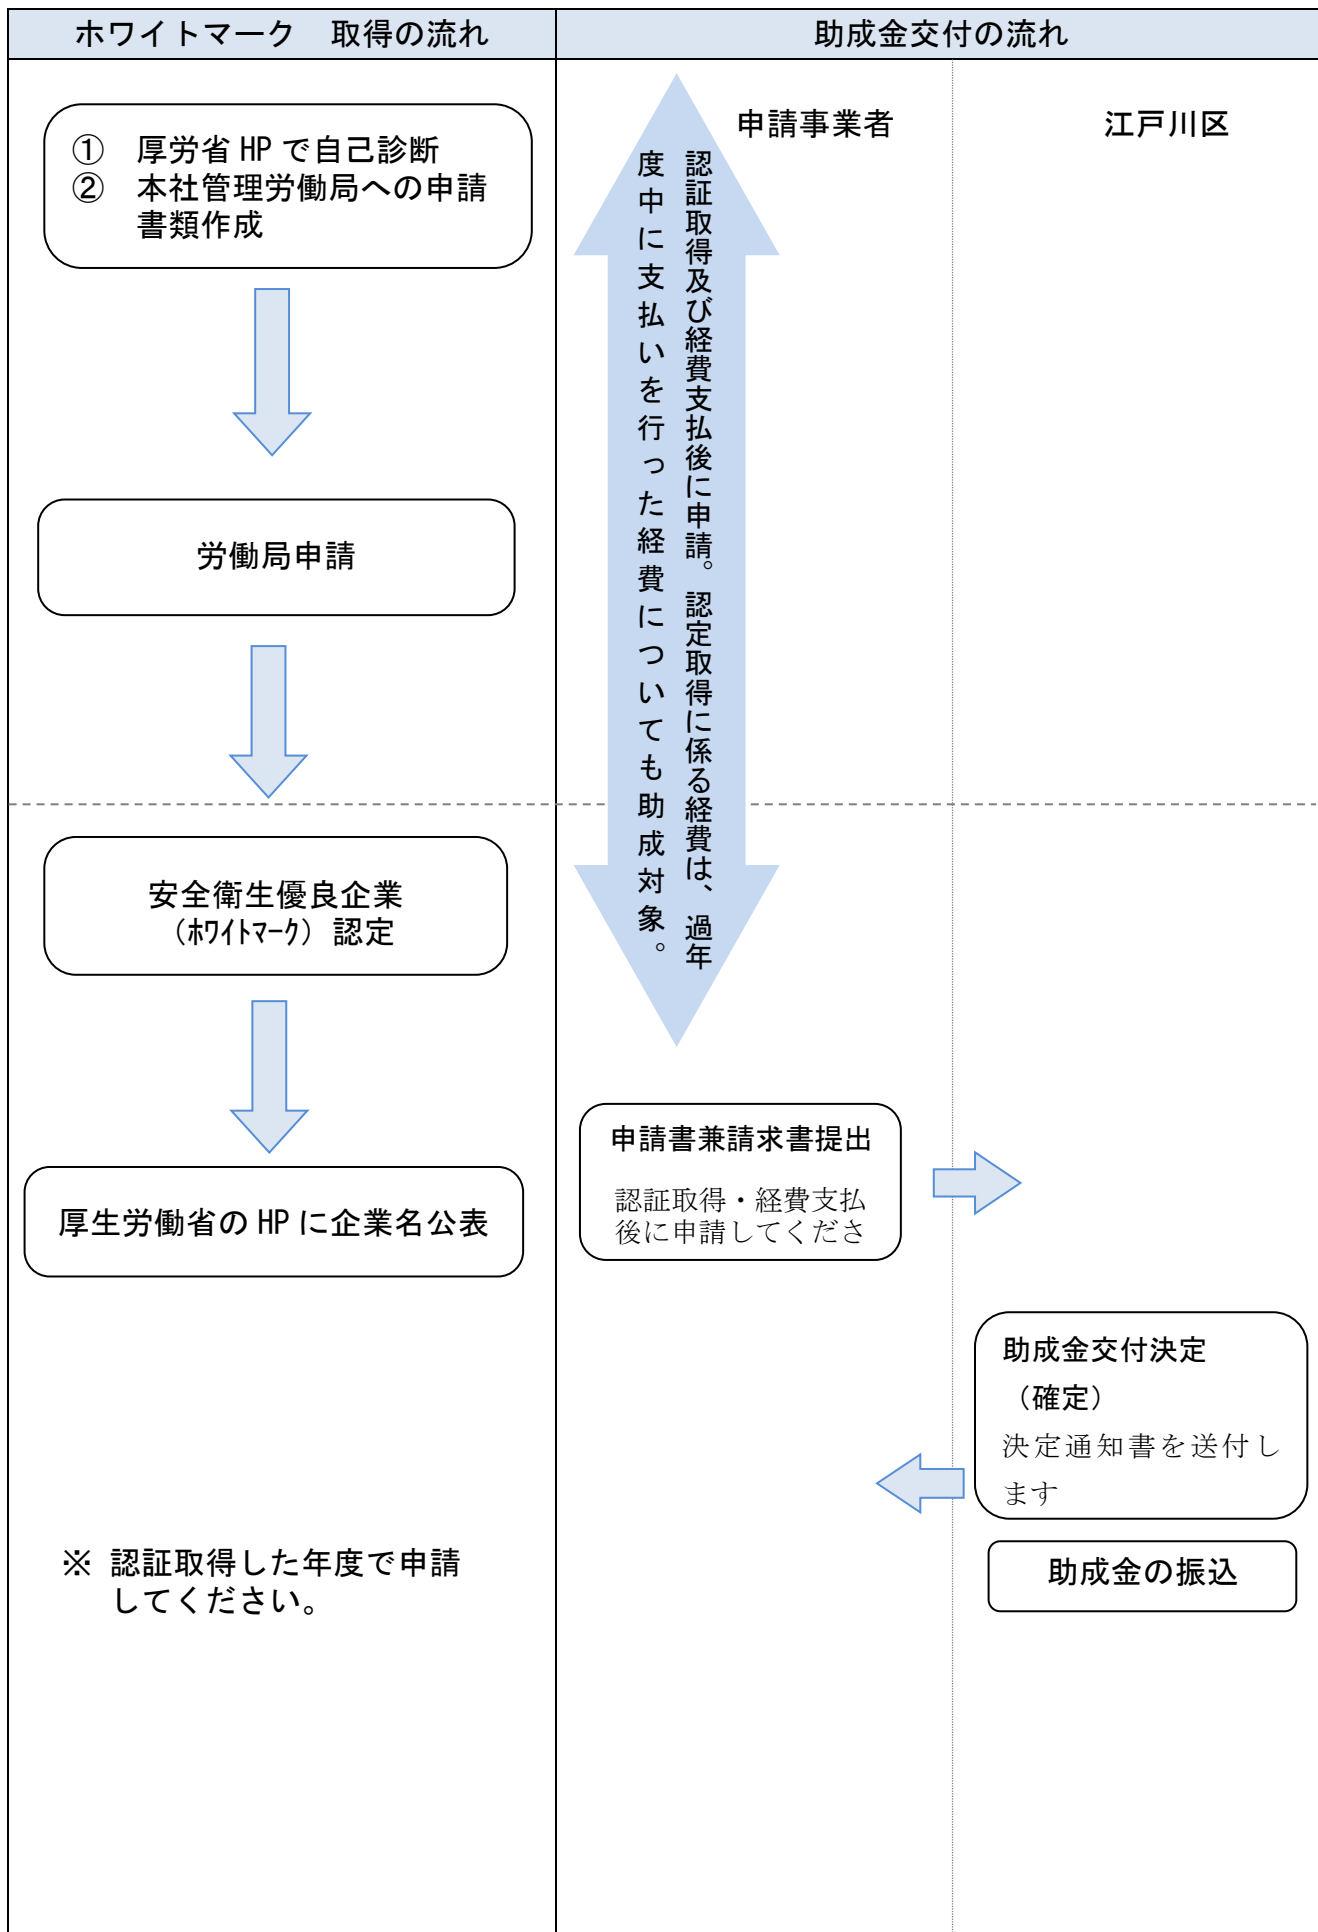 ホワイトマーク　取得の流れ
助成金交付の流れ
①　厚労省 HP で自己診断
②　本社管理労働局への申請
書類作成
労働局申請
安全衛生優良企業
（ﾎﾜｲﾄﾏｰｸ）認定
厚生労働省の HP に企業名公表
※ 認証取得した年度で申請
してください。
申請事業者
江戸川区
認証取得及び経費支払後に申請。認定取得に係る経費は、過年
度中に支払いを行った経費についても助成対象。
申請書兼請求書提出
認証取得・経費支払
後に申請してくださ
助成金交付決定
（確定）
決定通知書を送付し
ます
助成金の振込